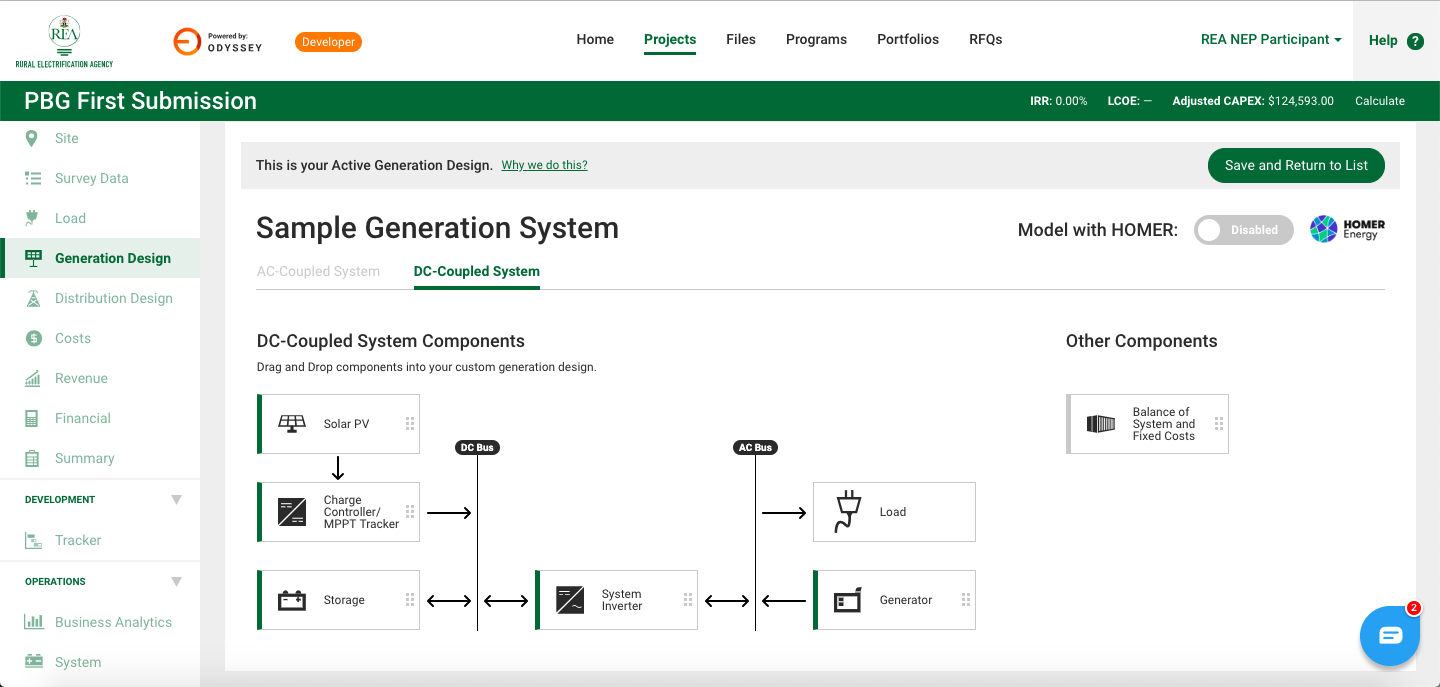 REA
RURAL ELECTRIFICATION AGENCY
Powered by:
ODYSSEY
Developer
Home Projects Files Programs Portfolios RFQs
REA NEP Participant
Help ?
PBG First Submission
IRR: 0.00% LCOE: — Adjusted CAPEX: $124,593.00 Calculate
Site
Survey Data
Load
Generation Design
Distribution Design
Costs
Revenue
Financial
Summary
DEVELOPMENT
Tracker
OPERATIONS
Business Analytics
System
This is your Active Generation Design. Why we do this?
Save and Return to List
Sample Generation System
Model with HOMER: Disabled
HOMER
Energy
AC-Coupled System DC-Coupled System
DC-Coupled System Components
Drag and Drop components into your custom generation design.
Other Components
Solar PV
Balance of
System and
Fixed Costs
DC Bus
AC Bus
Charge
Controller/
MPPT Tracker
Load
Storage
System
Inverter
Generator
2